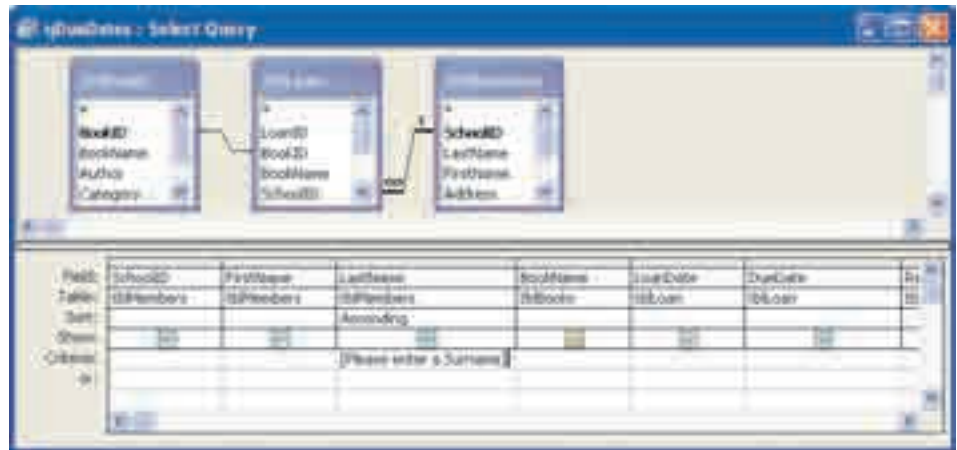 qDueDates : Select Query
BookID
BookName
Author
Category
LoanID
BookID
BookName
SchoolID
1
SchoolID
LastName
FirstName
Address
Field: SchoolID FirstName LastName BookName LoanDate DueDate
Table: tblMembers tblMembers tblMembers tblBooks tblLoan tblLoan
Sort: Ascending
Show:
Criteria: [Please enter a Surname]
or: